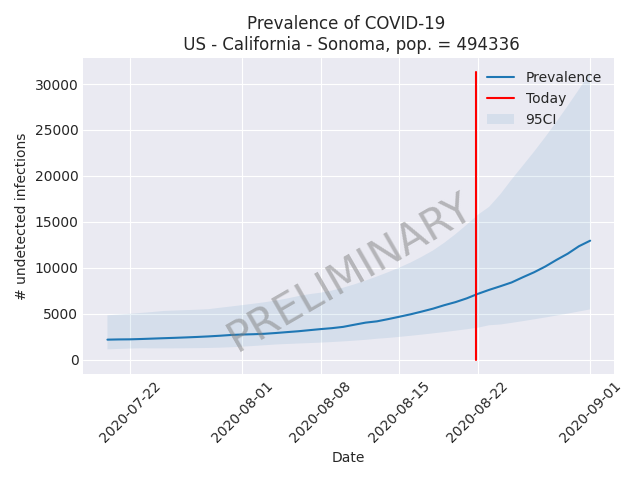 Prevalence of COVID-19
US - California - Sonoma, pop. = 494336
Prevalence
Today
95CI
30000
25000
20000
15000
10000
5000
0
# undetected infections
PRELIMINARY
2020-07-22
2020-08-01
2020-08-08
2020-08-15
2020-08-22
2020-09-01
Date